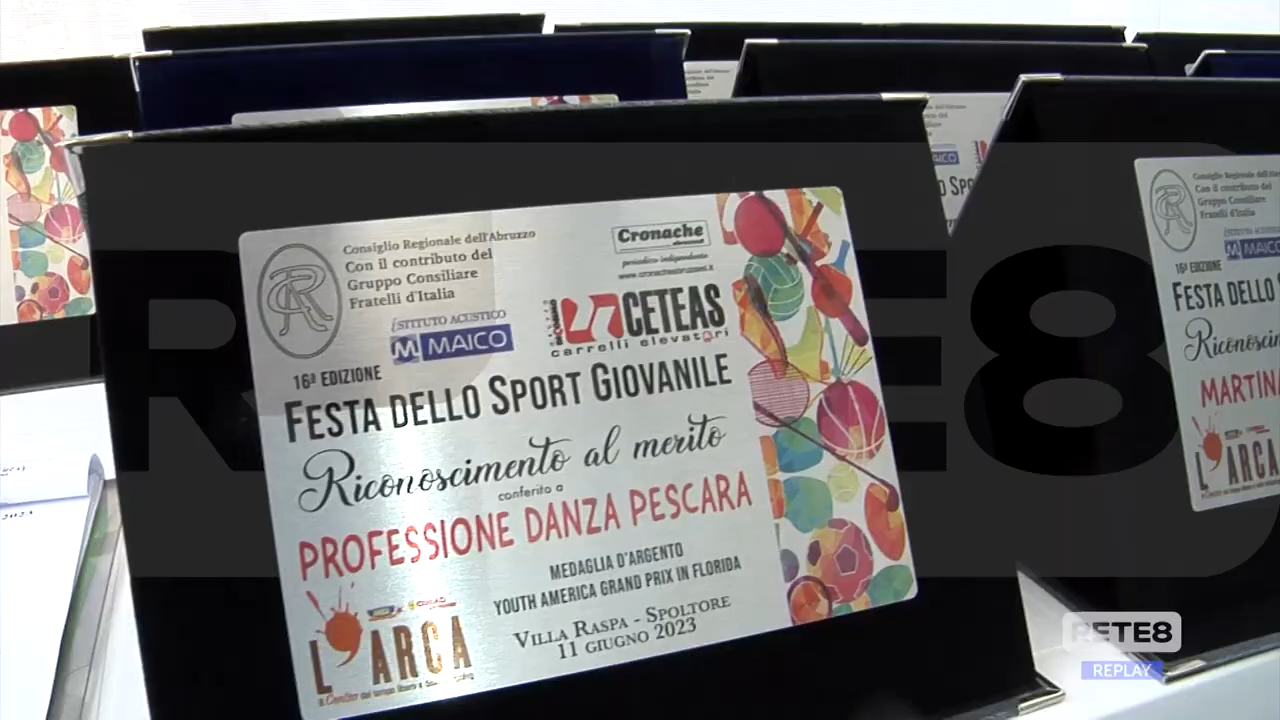 Consiglio Regionale dell'Abruzzo
Con il contributo del
Gruppo Consiliare
Fratelli d'Italia
Cronache
periodico indipendente
ISTITUTO ACUSTICO
MAICO
CETEAS
carrelli elevatori
16ª EDIZIONE
FESTA DELLO SPORT GIOVANILE
Riconoscimento al merito
conferito a
PROFESSIONE DANZA PESCARA
MEDAGLIA D'ARGENTO
YOUTH AMERICA GRAND PRIX IN FLORIDA
VILLA RASPA - SPOLTORE
11 GIUGNO 2023
L'ARCA
Consiglio Regionale dell'Abruzzo
Con il contributo del
Gruppo Consiliare
Fratelli d'Italia
ISTITUTO ACUSTICO
MAICO
16ª EDIZIONE
FESTA DELLO
MARTINA
L'ARCA
MAICO
RETE8
REPLAY